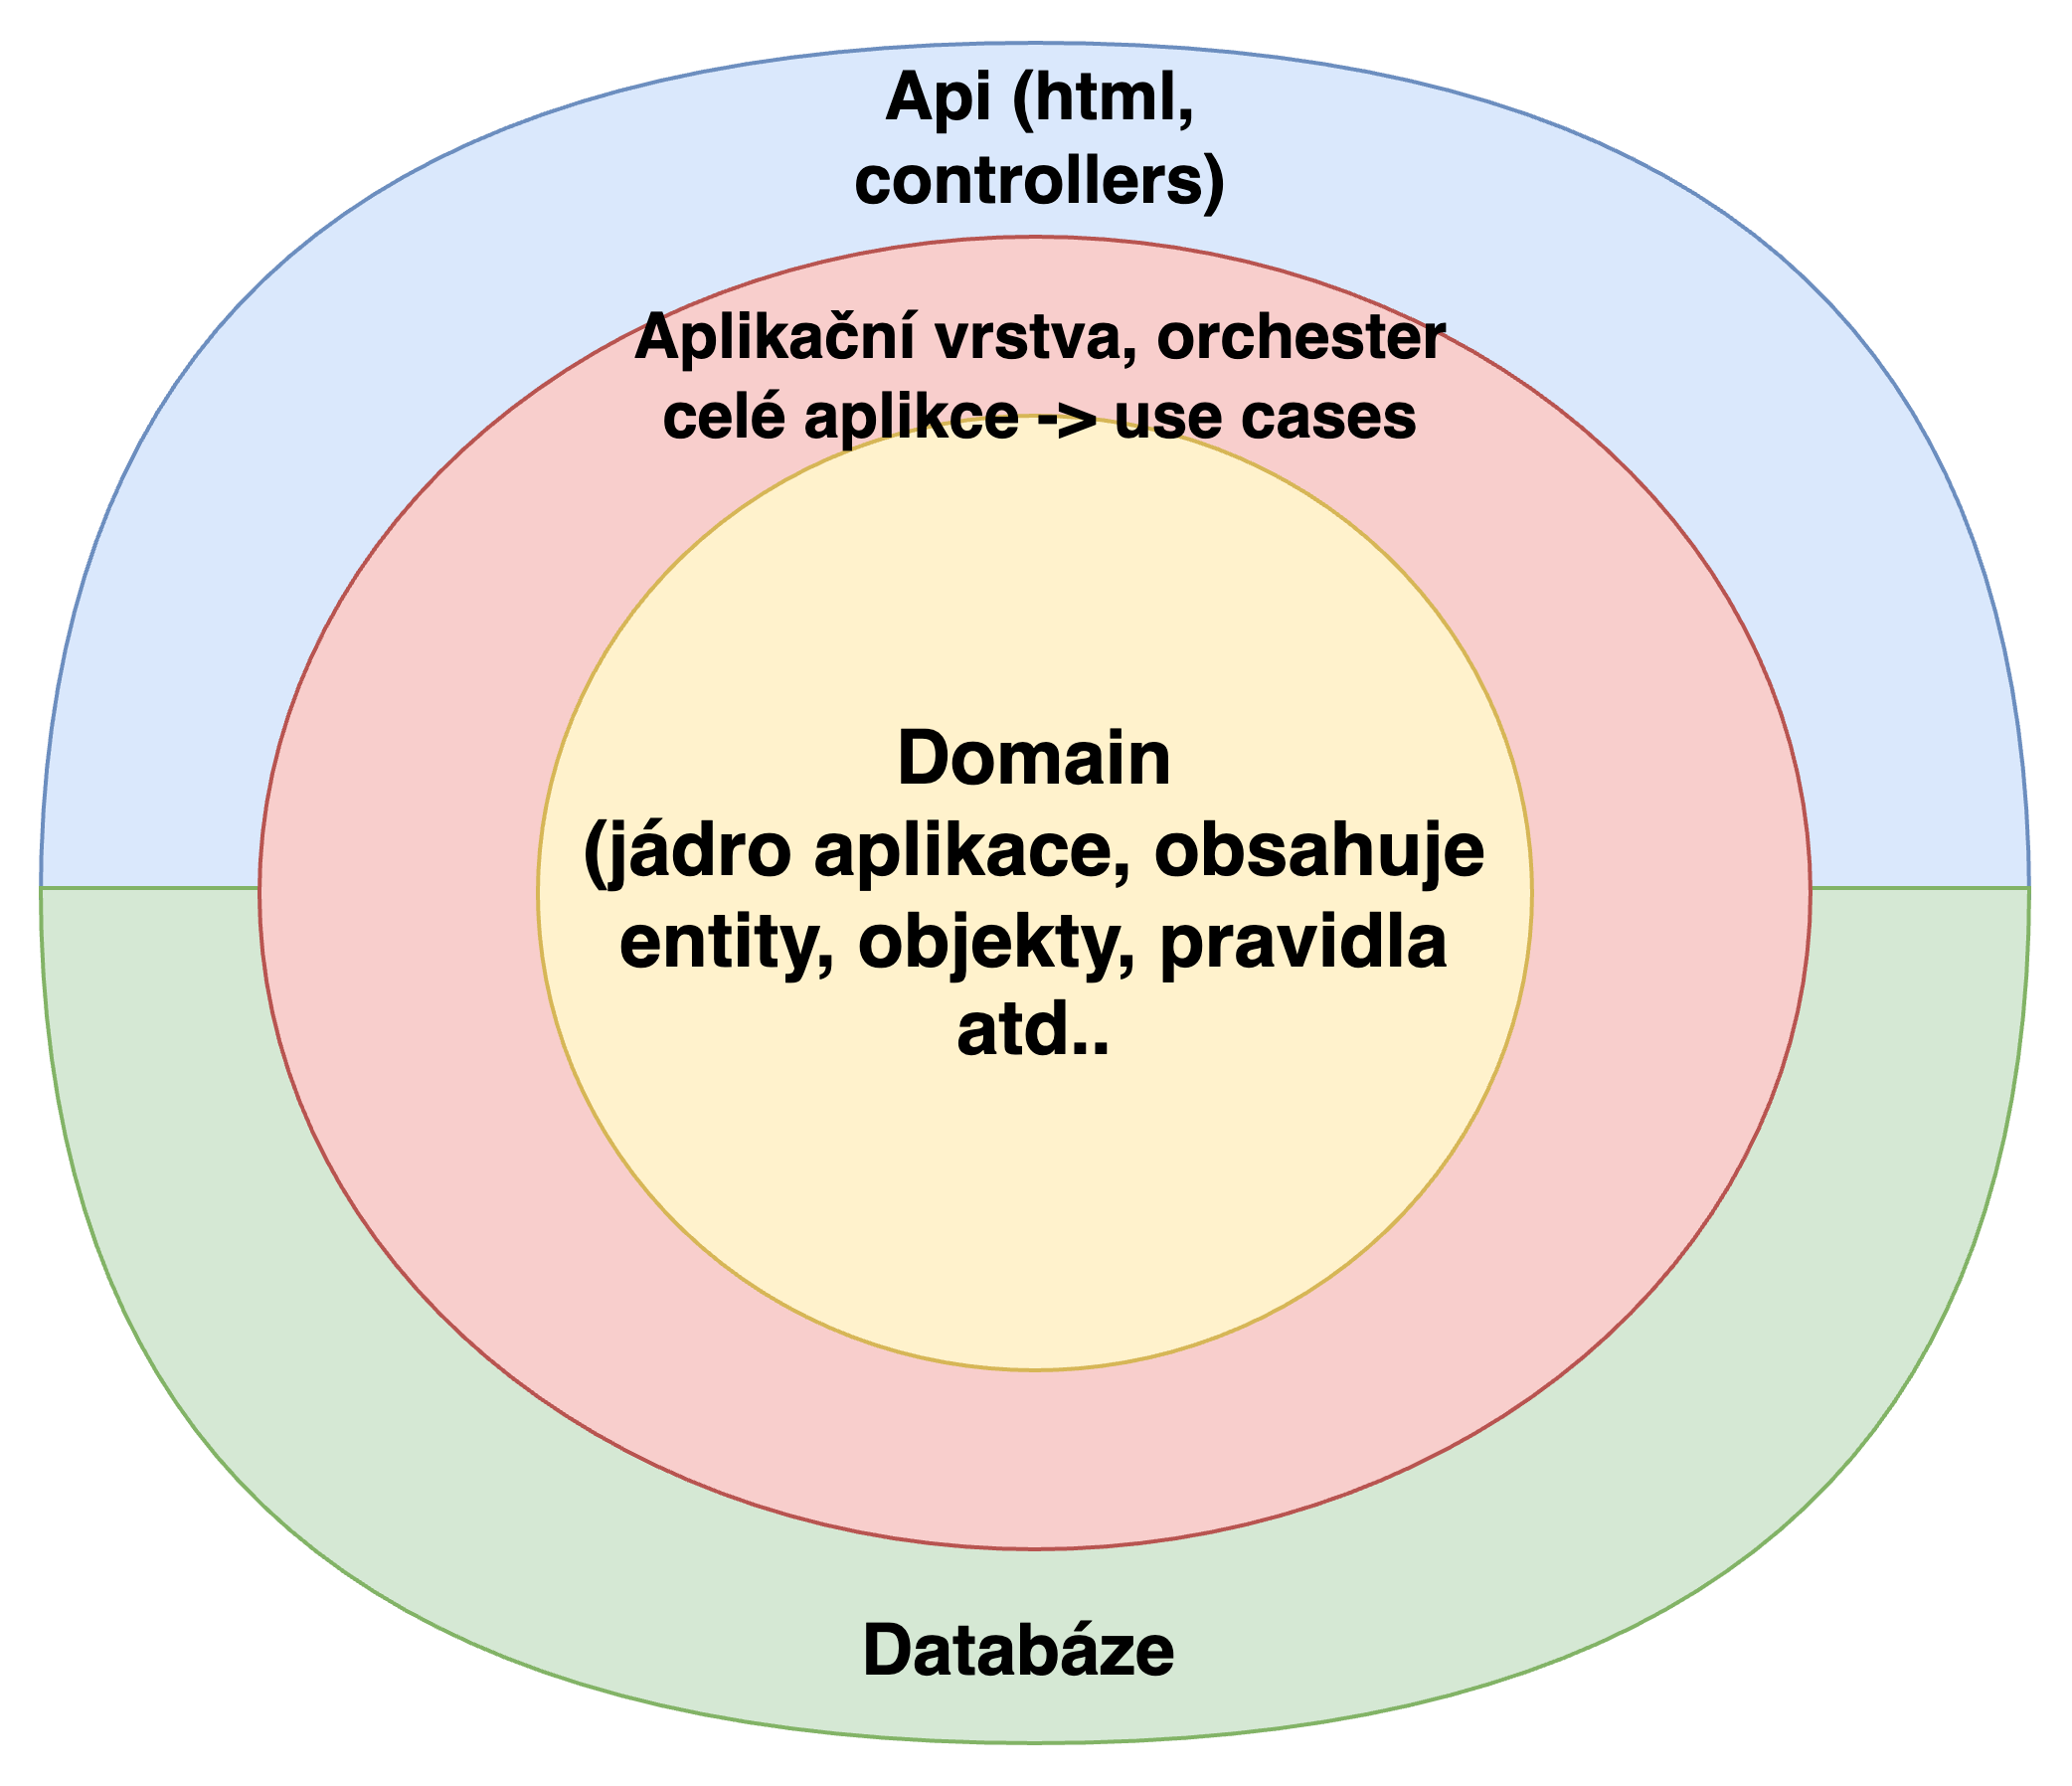 Api (html,
controllers)
Aplikační vrstva, orchester
celé aplikce -> use cases
Domain
(jádro aplikace, obsahuje
entity, objekty, pravidla
atd..
Databáze